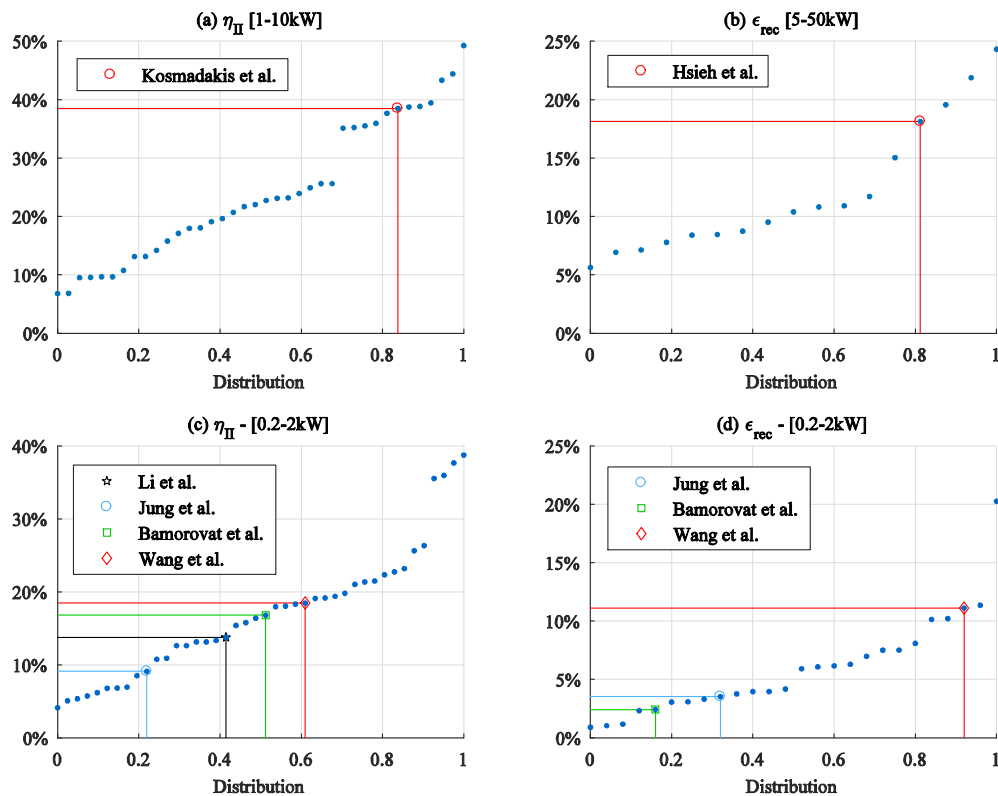 (a) η_II [1-10kW]
50%
40%
30%
20%
10%
0%
Kosmadakis et al.
0 0.2 0.4 0.6 0.8 1
Distribution
(b) ϵ_rec [5-50kW]
25%
20%
15%
10%
5%
0%
Hsieh et al.
0 0.2 0.4 0.6 0.8 1
Distribution
(c) η_II - [0.2-2kW]
40%
30%
20%
10%
0%
Li et al.
Jung et al.
Bamorovat et al.
Wang et al.
0 0.2 0.4 0.6 0.8 1
Distribution
(d) ϵ_rec - [0.2-2kW]
25%
20%
15%
10%
5%
0%
Jung et al.
Bamorovat et al.
Wang et al.
0 0.2 0.4 0.6 0.8 1
Distribution